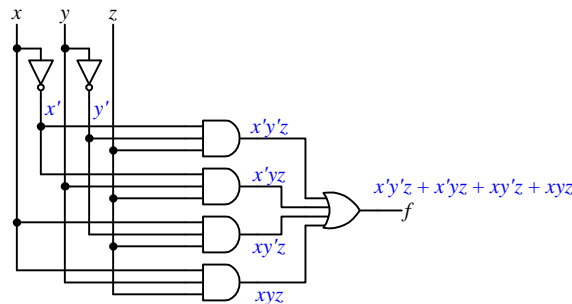 x y z
x' y'
x'y'z
x'yz
x'y'z + x'yz + xy'z + xyz
f
xy'z
xyz